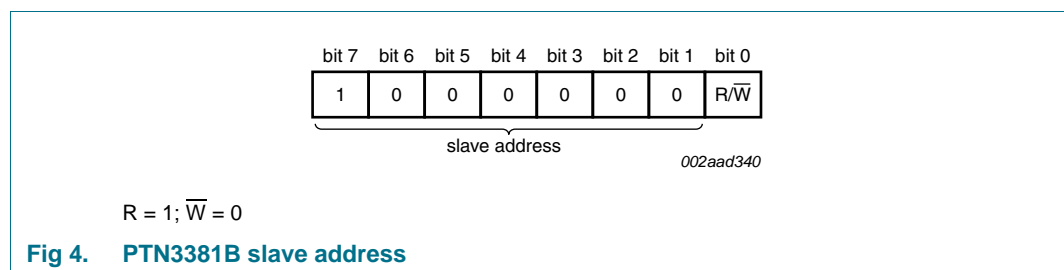 bit 7 bit 6 bit 5 bit 4 bit 3 bit 2 bit 1 bit 0
1 0 0 0 0 0 0 R/W̅
slave address
002aad340
R = 1; W̅ = 0
Fig 4. PTN3381B slave address